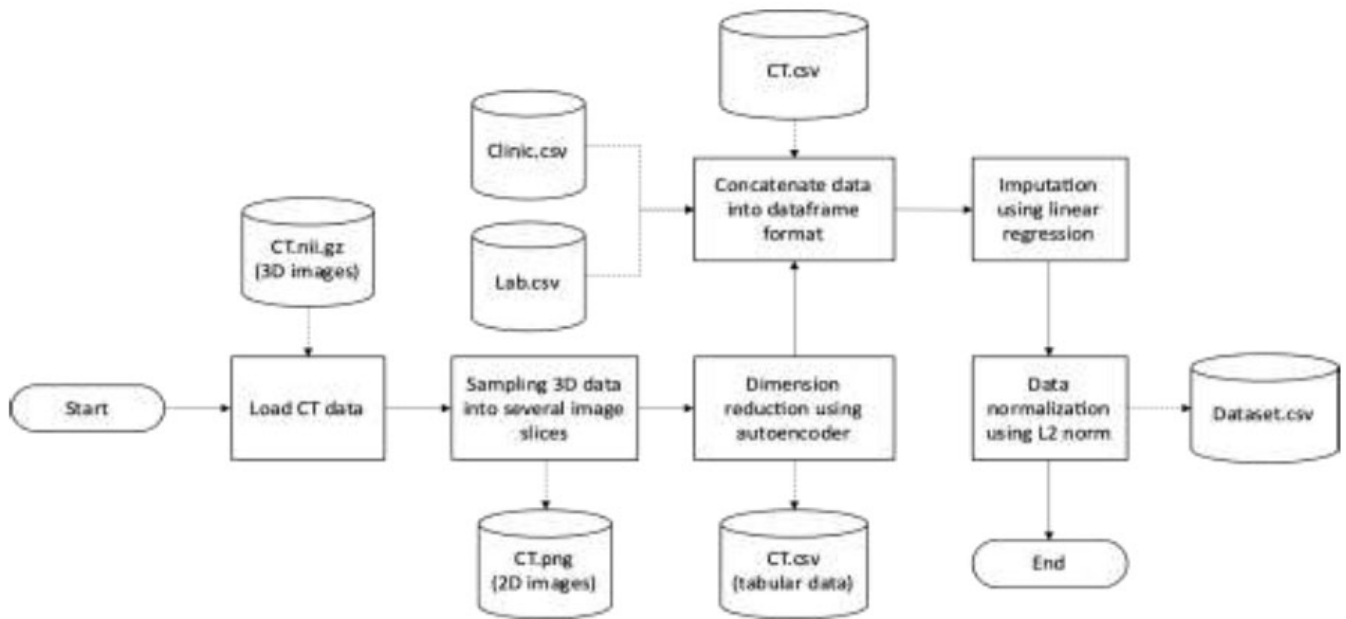 CT.csv
Clinic.csv
Concatenate data
into dataframe
format
Imputation
using linear
regression
CT.nii.gz
(3D images)
Lab.csv
Start
Load CT data
Sampling 3D data
into several image
slices
Dimension
reduction using
autoencoder
Data
normalization
using L2 norm
Dataset.csv
CT.png
(2D images)
CT.csv
(tabular data)
End